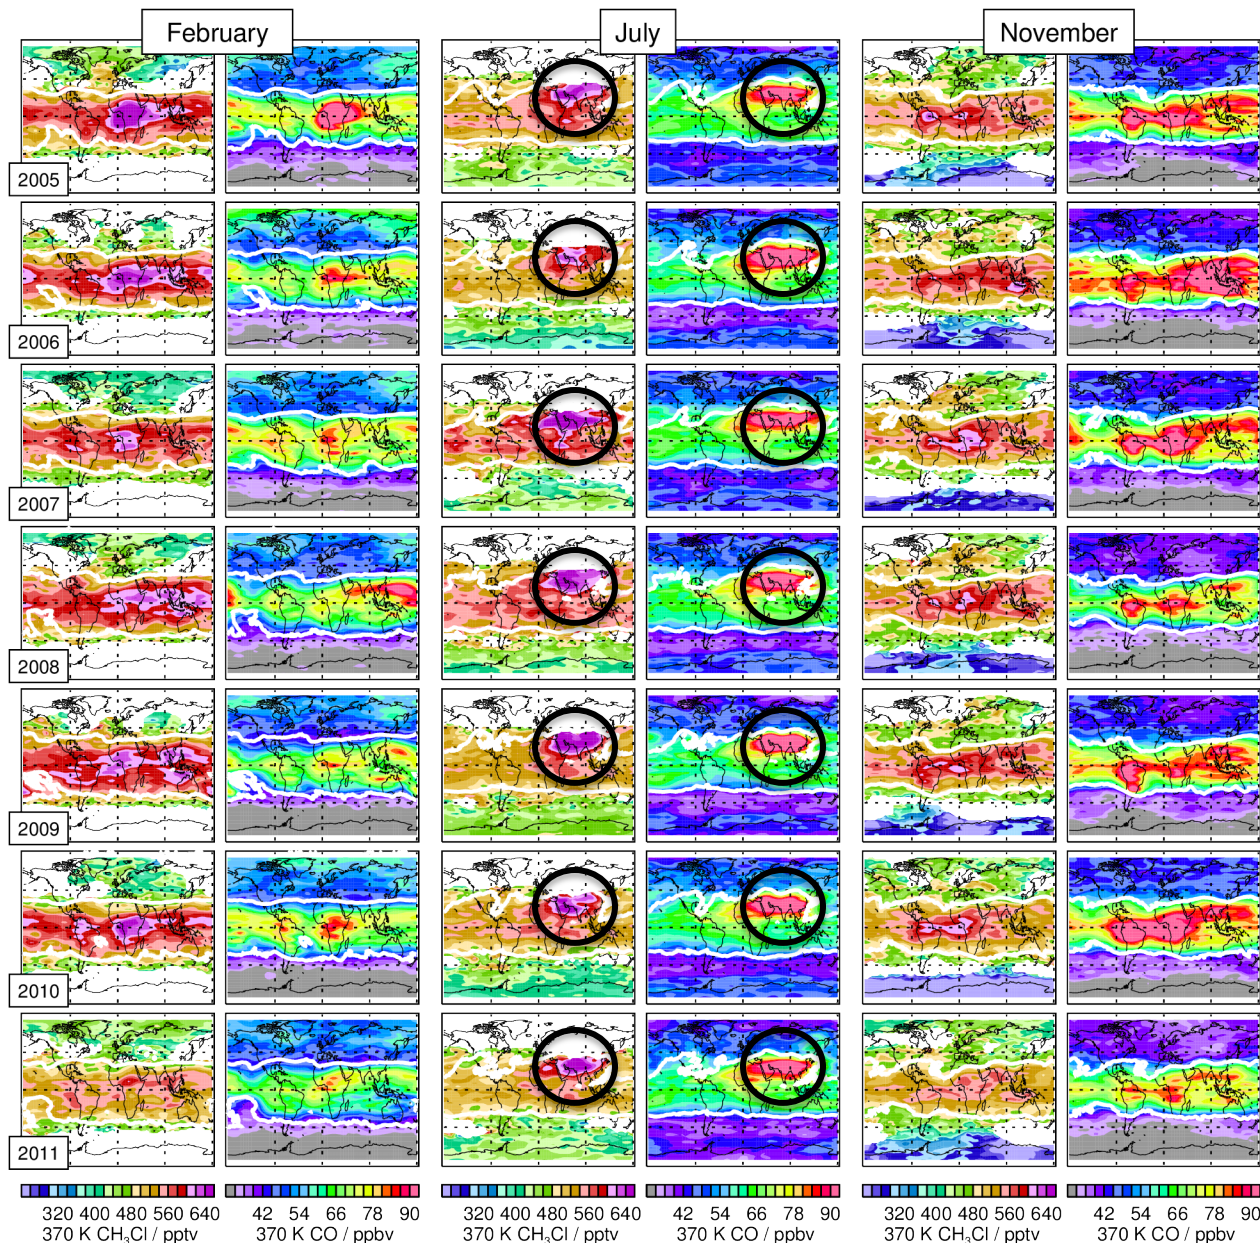 February
July
November
2005
2006
2007
2008
2009
2010
2011
320 400 480 560 640
42 54 66 78 90
320 400 480 560 640
42 54 66 78 90
320 400 480 560 640
42 54 66 78 90
370 K CH₃Cl / pptv
370 K CO / ppbv
370 K CH₃Cl / pptv
370 K CO / ppbv
370 K CH₃Cl / pptv
370 K CO / ppbv